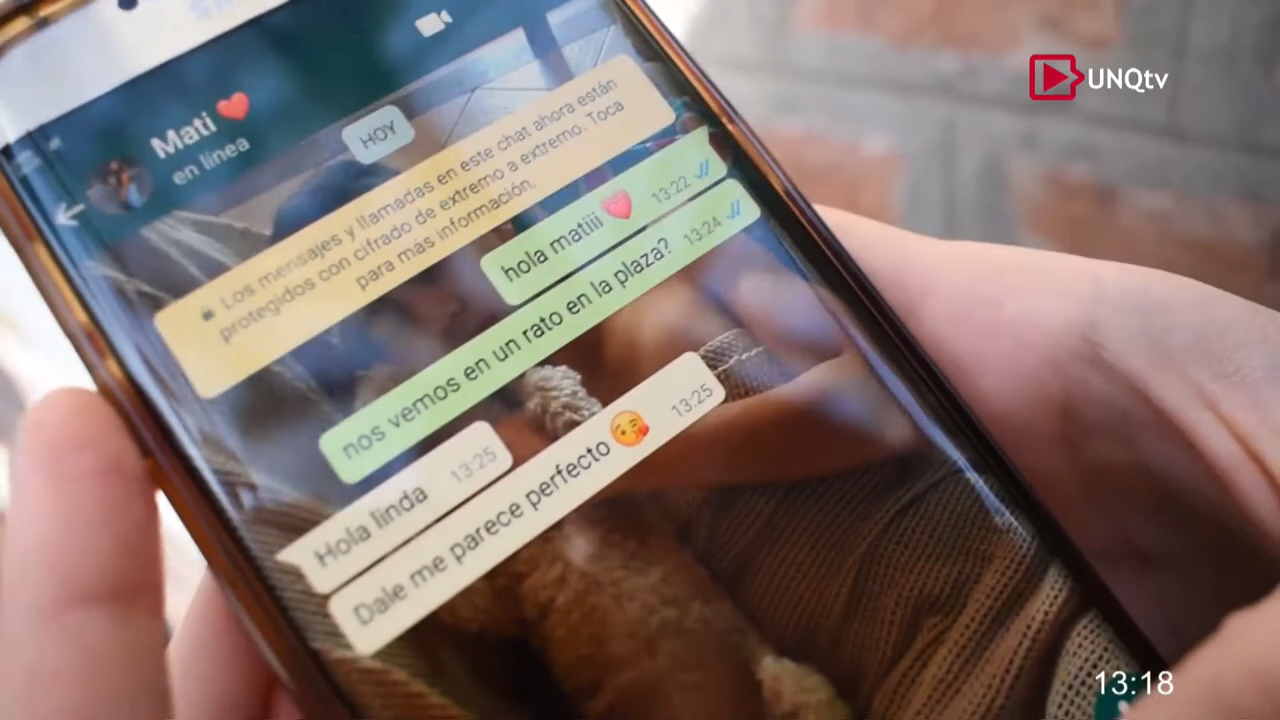 UNQtv
Mati ❤️
en línea
HOY
Los mensajes y llamadas en este chat ahora están
protegidos con cifrado de extremo a extremo. Toca
para más información.
hola matiii ❤️ 13:22
nos vemos en un rato en la plaza? 13:24
Hola linda 13:25
Dale me parece perfecto 😘 13:25
13:18